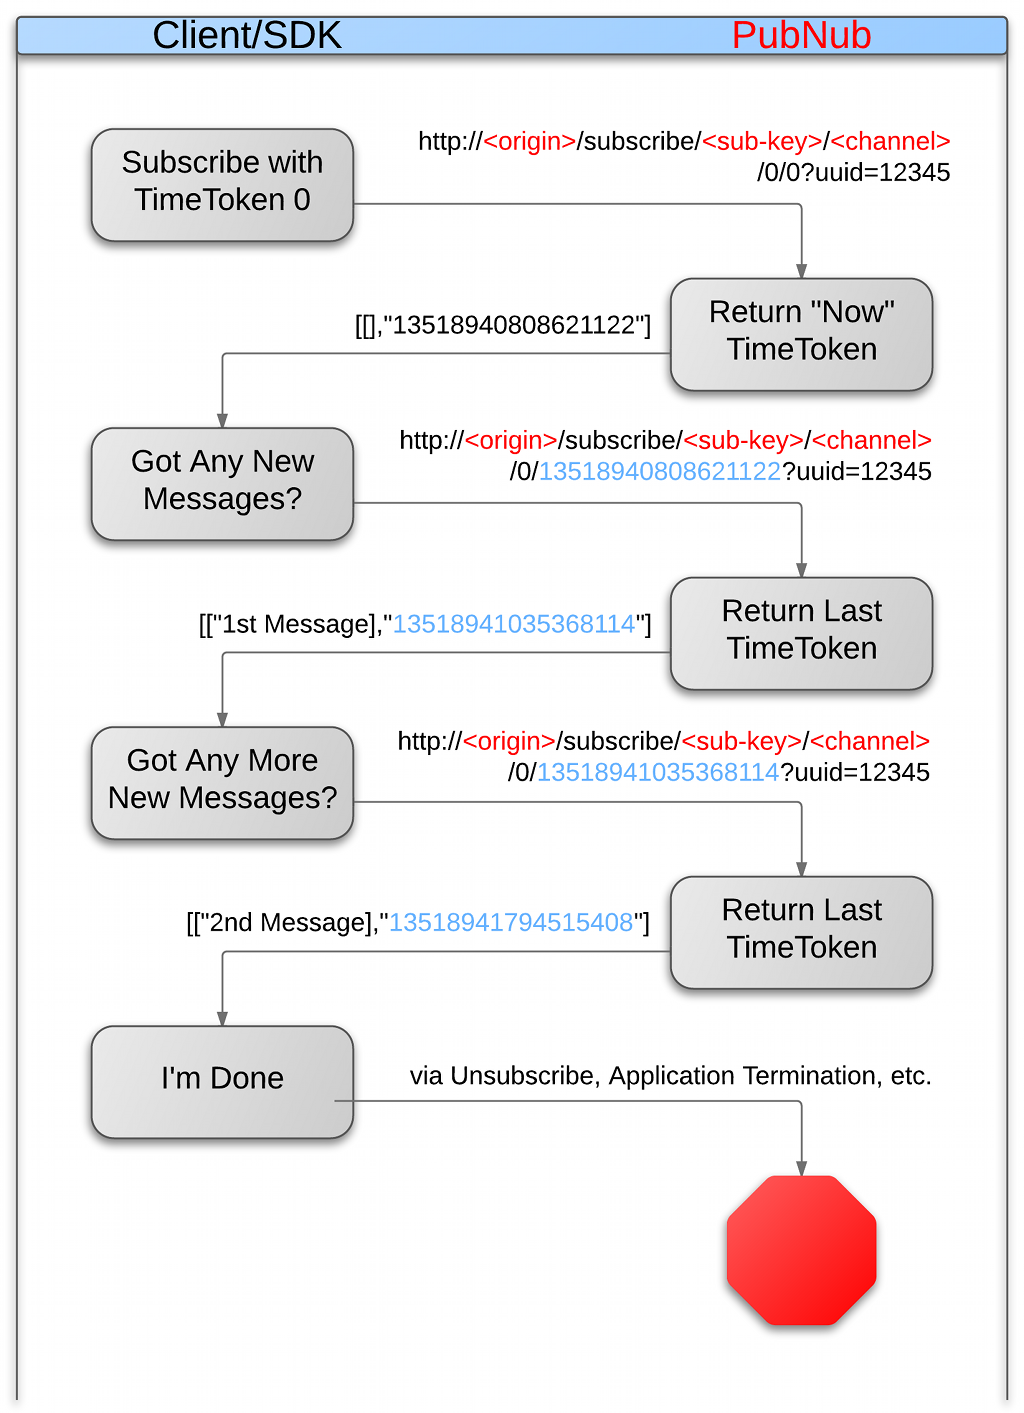 Client/SDK
PubNub
Subscribe with
TimeToken 0
http://<origin>/subscribe/<sub-key>/<channel>
/0/0?uuid=12345
Return "Now"
TimeToken
[[],"13518940808621122"]
Got Any New
Messages?
http://<origin>/subscribe/<sub-key>/<channel>
/0/13518940808621122?uuid=12345
Return Last
TimeToken
[["1st Message],"13518941035368114"]
Got Any More
New Messages?
http://<origin>/subscribe/<sub-key>/<channel>
/0/13518941035368114?uuid=12345
Return Last
TimeToken
[["2nd Message],"13518941794515408"]
I'm Done
via Unsubscribe, Application Termination, etc.